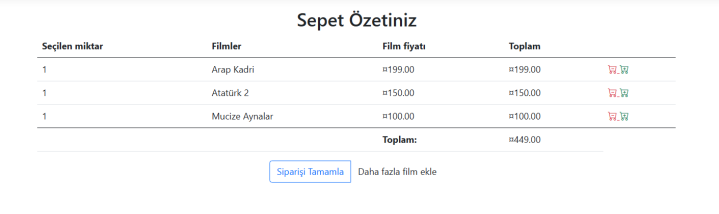 Sepet Özetiniz
Seçilen miktar Filmler Film fiyatı Toplam
1 Arap Kadri ¤199.00 ¤199.00
1 Atatürk 2 ¤150.00 ¤150.00
1 Mucize Aynalar ¤100.00 ¤100.00
Toplam: ¤449.00
Siparişi Tamamla Daha fazla film ekle